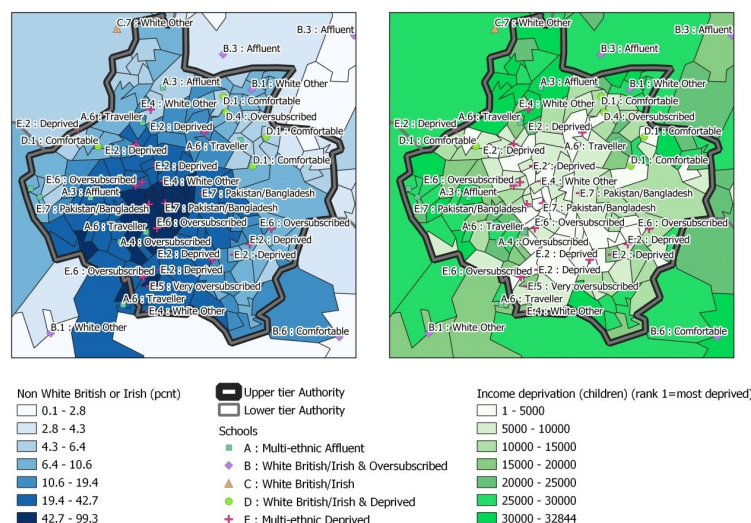 C.7 : White Other
B.3 : Affluent
B.3 : Affluent
A.3 : Affluent
B.1 : White Other
E.4 : White Other
D.1 : Comfortable
A.6 : Traveller
D.4 : Oversubscribed
E.2 : Deprived
E.2 : Deprived
D.1 : Comfortable
D.1 : Comfortable
A.6 : Traveller
E.2 : Deprived
D.1 : Comfortable
E.2 : Deprived
E.6 : Oversubscribed
E.4 : White Other
A.3 : Affluent
E.7 : Pakistan/Bangladesh
E.7 : Pakistan/Bangladesh
E.7 : Pakistan/Bangladesh
E.6 : Oversubscribed
A.6 : Traveller
E.6 : Oversubscribed
A.4 : Oversubscribed
E.2 : Deprived
E.2 : Deprived
E.2 : Deprived
E.6 : Oversubscribed
E.2 : Deprived
E.5 : Very oversubscribed
A.6 : Traveller
E.4 : White Other
B.1 : White Other
B.6 : Comfortable
C.7 : White Other
B.3 : Affluent
B.3 : Affluent
A.3 : Affluent
B.1 : White Other
E.4 : White Other
D.1 : Comfortable
A.6 : Traveller
D.4 : Oversubscribed
E.2 : Deprived
E.2 : Deprived
D.1 : Comfortable
D.1 : Comfortable
A.6 : Traveller
E.2 : Deprived
D.1 : Comfortable
E.2 : Deprived
E.6 : Oversubscribed
E.4 : White Other
A.3 : Affluent
E.7 : Pakistan/Bangladesh
E.7 : Pakistan/Bangladesh
E.7 : Pakistan/Bangladesh
E.6 : Oversubscribed
A.6 : Traveller
E.6 : Oversubscribed
A.4 : Oversubscribed
E.2 : Deprived
E.2 : Deprived
E.2 : Deprived
E.6 : Oversubscribed
E.2 : Deprived
E.5 : Very oversubscribed
A.6 : Traveller
E.4 : White Other
B.1 : White Other
B.6 : Comfortable
Non White British or Irish (pcnt)
0.1 - 2.8
2.8 - 4.3
4.3 - 6.4
6.4 - 10.6
10.6 - 19.4
19.4 - 42.7
42.7 - 99.3
Upper tier Authority
Lower tier Authority
Schools
A : Multi-ethnic Affluent
B : White British/Irish & Oversubscribed
C : White British/Irish
D : White British/Irish & Deprived
E : Multi-ethnic Deprived
Income deprivation (children) (rank 1=most deprived)
1 - 5000
5000 - 10000
10000 - 15000
15000 - 20000
20000 - 25000
25000 - 30000
30000 - 32844